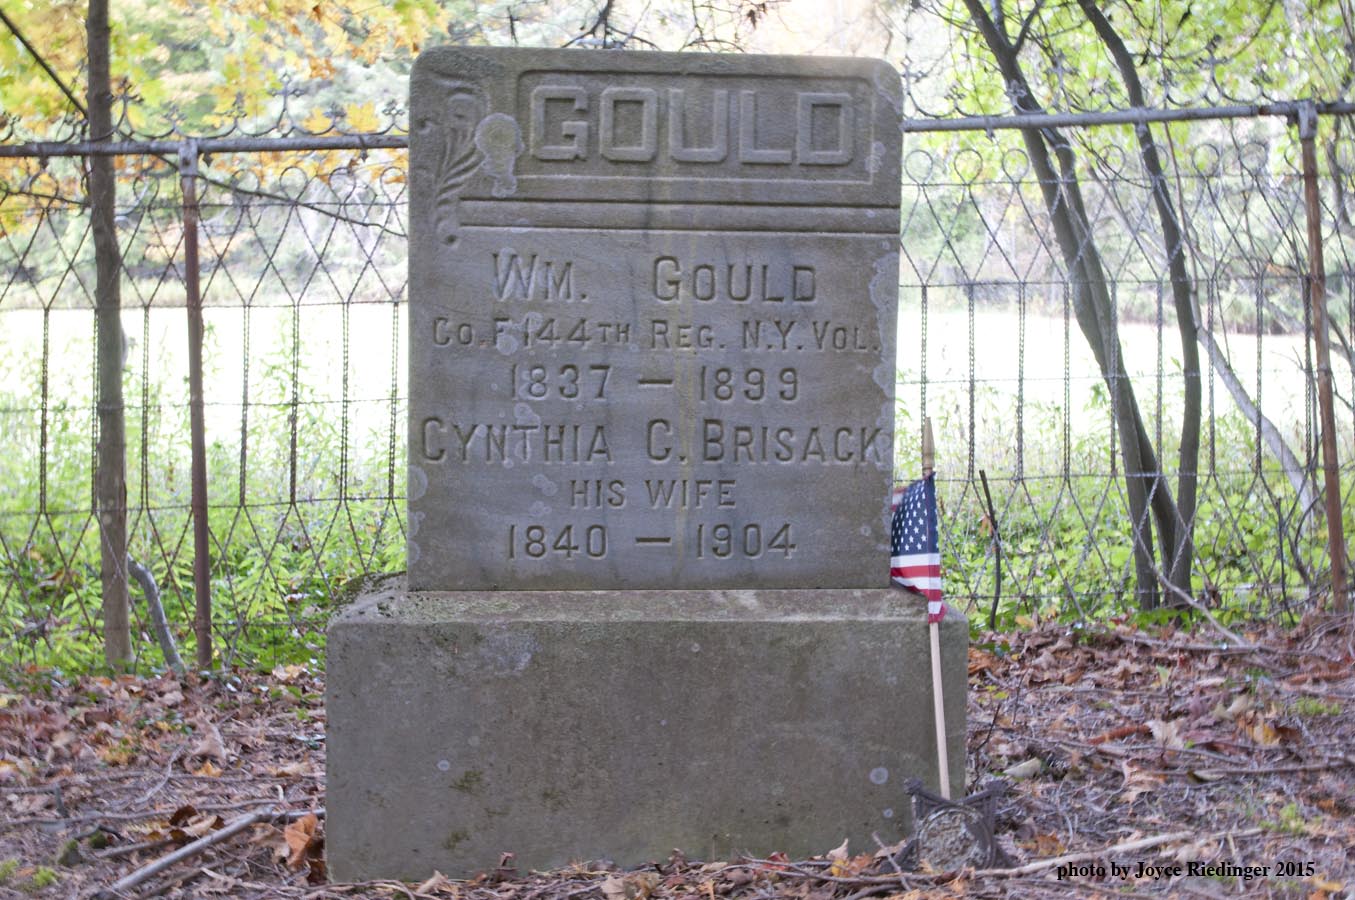 GOULD
WM. GOULD
CO. F 144TH REG. N.Y. VOL.
1837 — 1899
CYNTHIA C. BRISACK
HIS WIFE
1840 — 1904
photo by Joyce Riedinger 2015